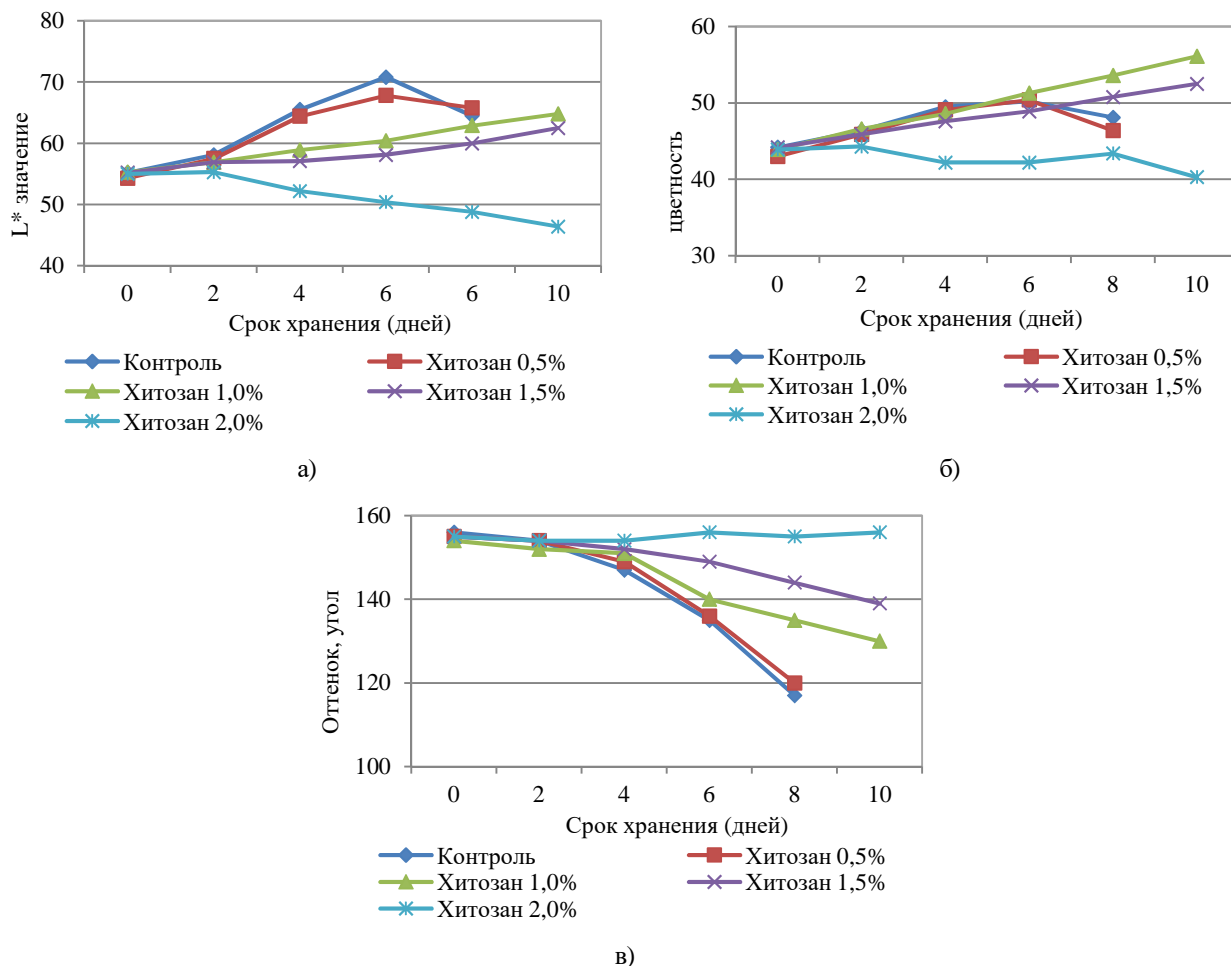 80
70
60
50
40
L* значение
0 2 4 6 6 10
Срок хранения (дней)
Контроль
Хитозан 0,5%
Хитозан 1,0%
Хитозан 1,5%
Хитозан 2,0%
а)
60
50
40
30
цветность
0 2 4 6 8 10
Срок хранения (дней)
Контроль
Хитозан 0,5%
Хитозан 1,0%
Хитозан 1,5%
Хитозан 2,0%
б)
160
140
120
100
Оттенок, угол
0 2 4 6 8 10
Срок хранения (дней)
Контроль
Хитозан 0,5%
Хитозан 1,0%
Хитозан 1,5%
Хитозан 2,0%
в)